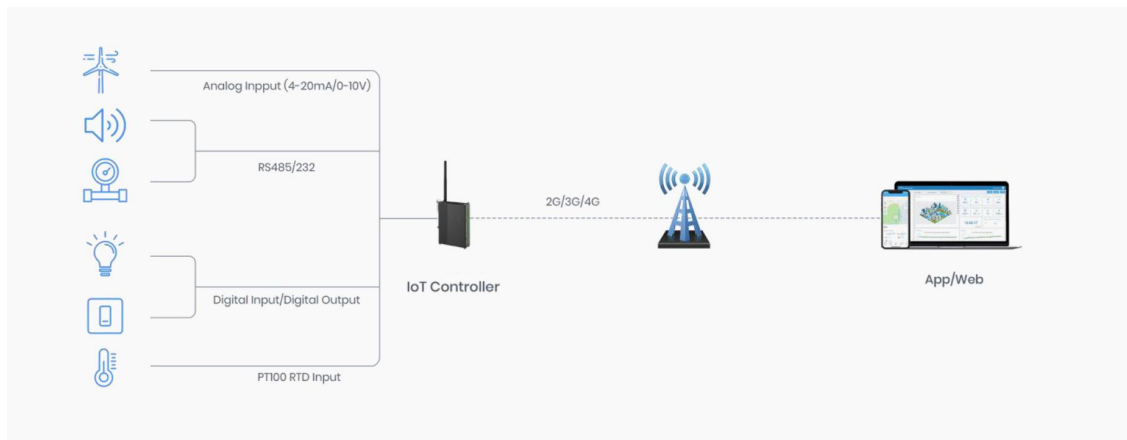 Analog Inpput (4-20mA/0-10V)
RS485/232
2G/3G/4G
IoT Controller
App/Web
Digital Input/Digital Output
PT100 RTD Input